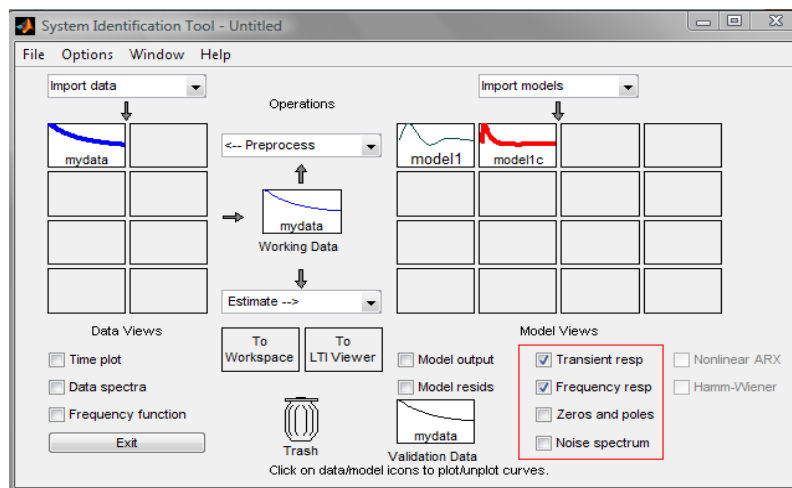 System Identification Tool - Untitled
File Options Window Help
Import data
Import models
Operations
mydata
<-- Preprocess
model1
model1c
mydata
Working Data
Estimate -->
Data Views
Model Views
To
Workspace
To
LTI Viewer
Time plot
Data spectra
Frequency function
Exit
Model output
Model resids
Transient resp
Frequency resp
Zeros and poles
Noise spectrum
Nonlinear ARX
Hamm-Wiener
Trash
mydata
Validation Data
Click on data/model icons to plot/unplot curves.